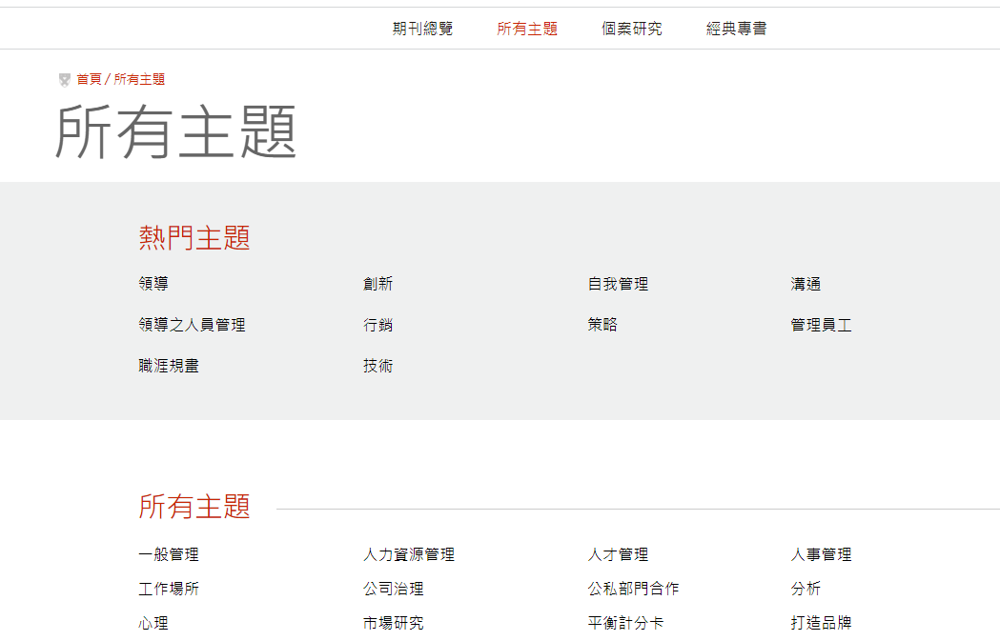 期刊總覽 所有主題 個案研究 經典專書
首頁 / 所有主題
所有主題
熱門主題
領導 創新 自我管理 溝通
領導之人員管理 行銷 策略 管理員工
職涯規畫 技術
所有主題
一般管理 人力資源管理 人才管理 人事管理
工作場所 公司治理 公私部門合作 分析
心理 市場研究 平衡計分卡 打造品牌